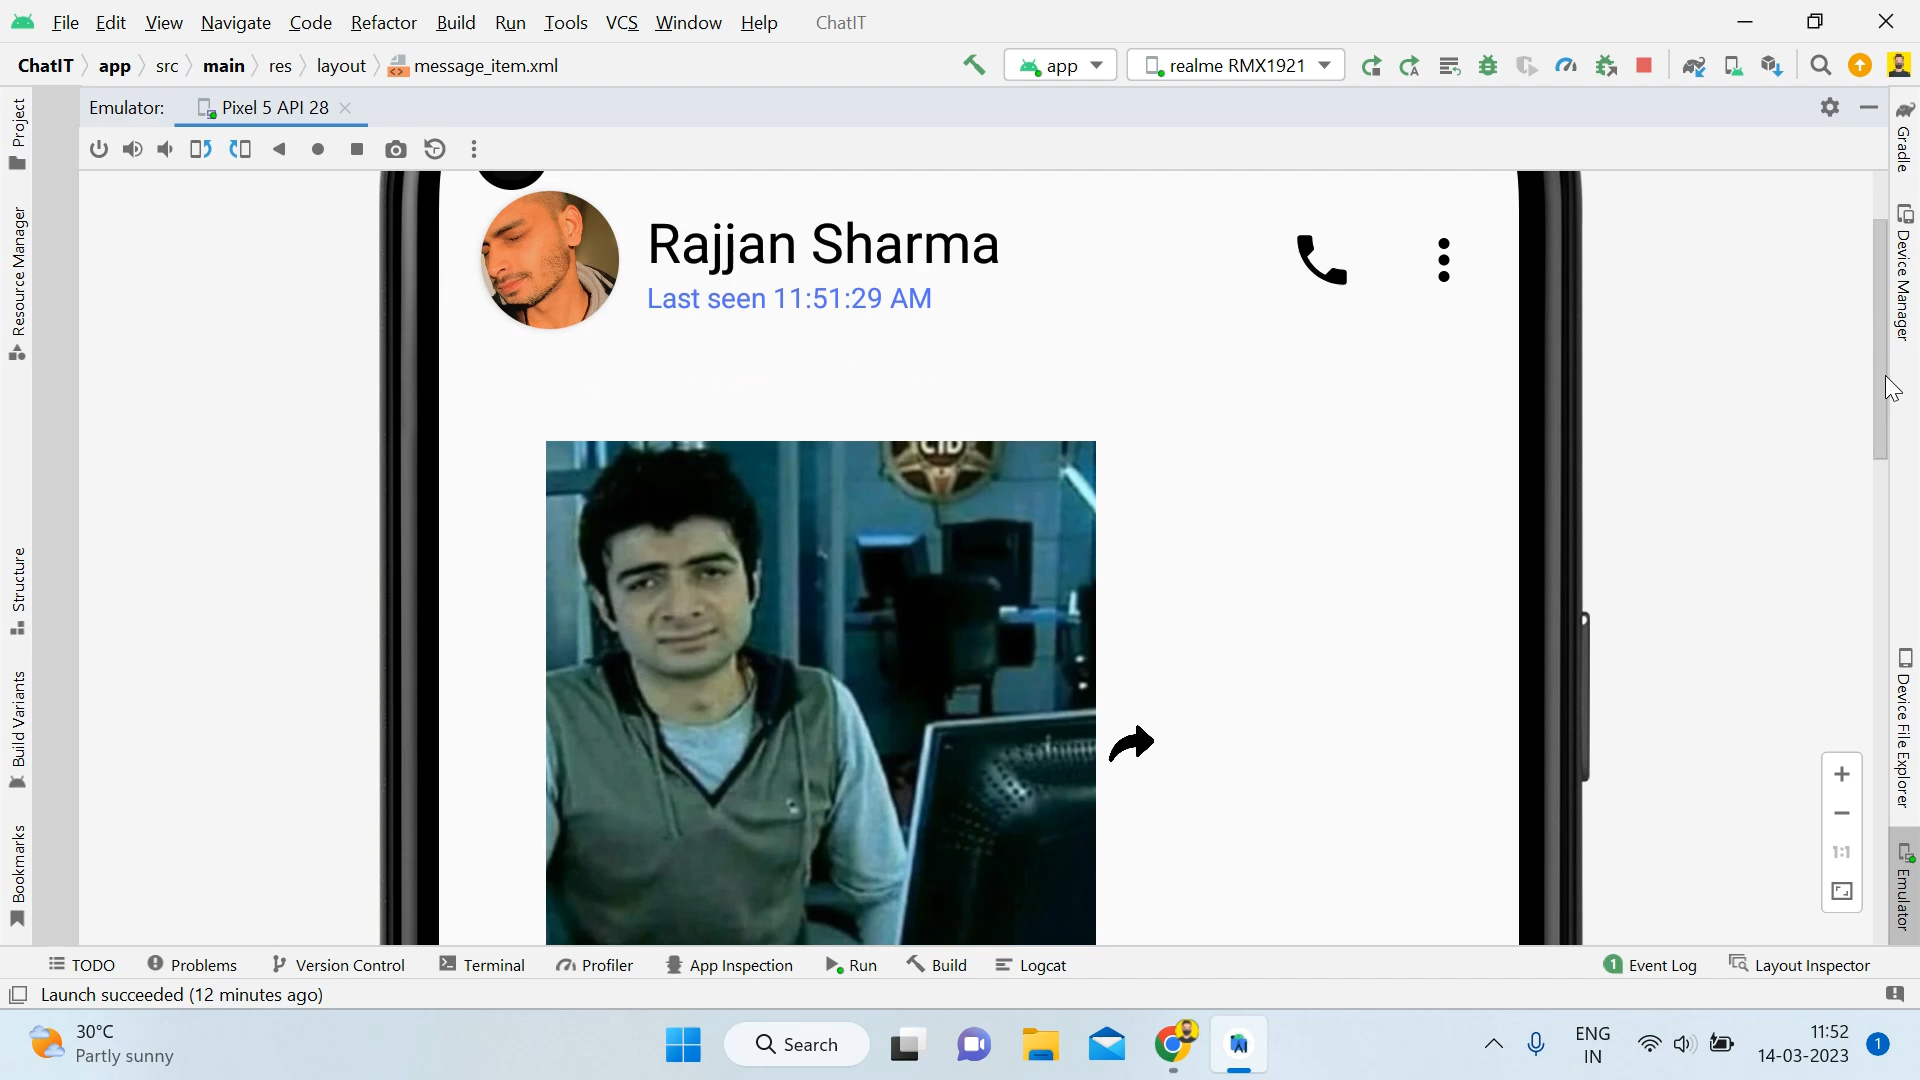 File Edit View Navigate Code Refactor Build Run Tools VCS Window Help ChatIT
ChatIT app src main res layout message_item.xml app realme RMX1921
Emulator: Pixel 5 API 28
Project
Resource Manager
Structure
Build Variants
Bookmarks
Rajjan Sharma
Last seen 11:51:29 AM
CID
Gradle
Device Manager
Device File Explorer
Emulator
1:1
TODO Problems Version Control Terminal Profiler App Inspection Run Build Logcat 1 Event Log Layout Inspector
Launch succeeded (12 minutes ago)
30°C
Partly sunny
Search
ENG
IN
11:52
14-03-2023
1